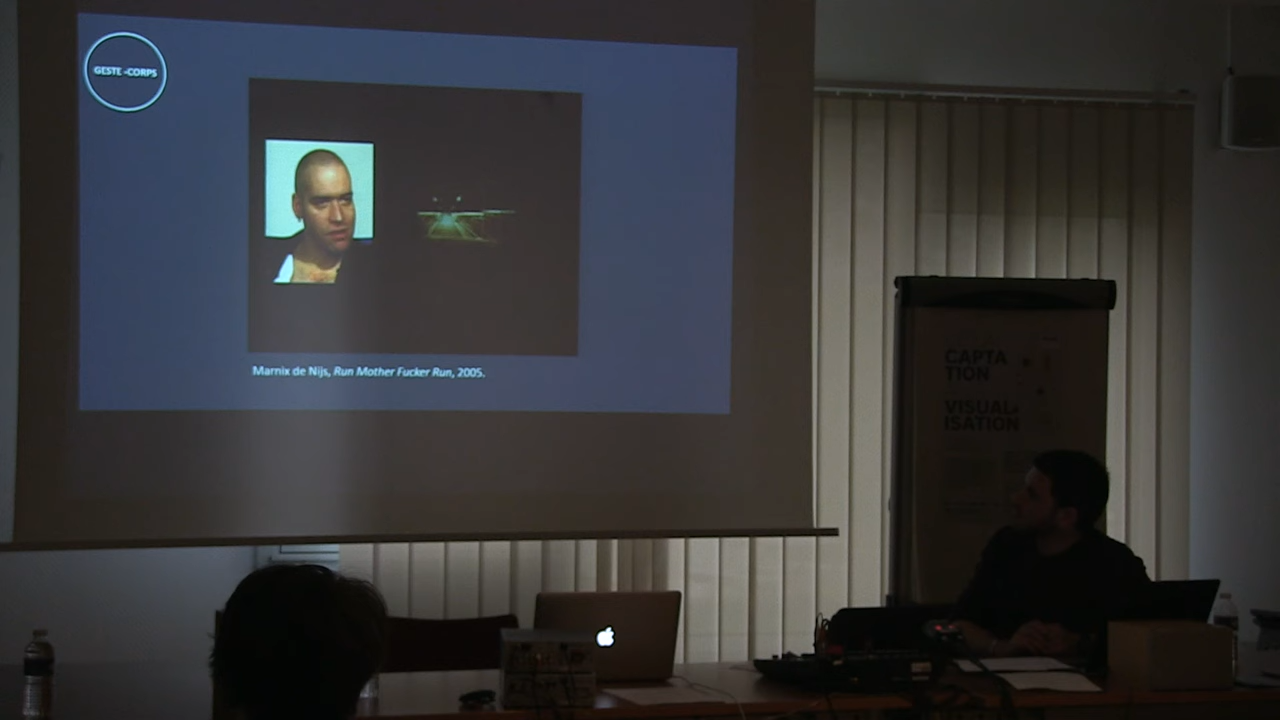 GESTE -CORPS
Marnix de Nijs, Run Mother Fucker Run, 2005.
CAPTA
TION
VISUAL-
ISATION